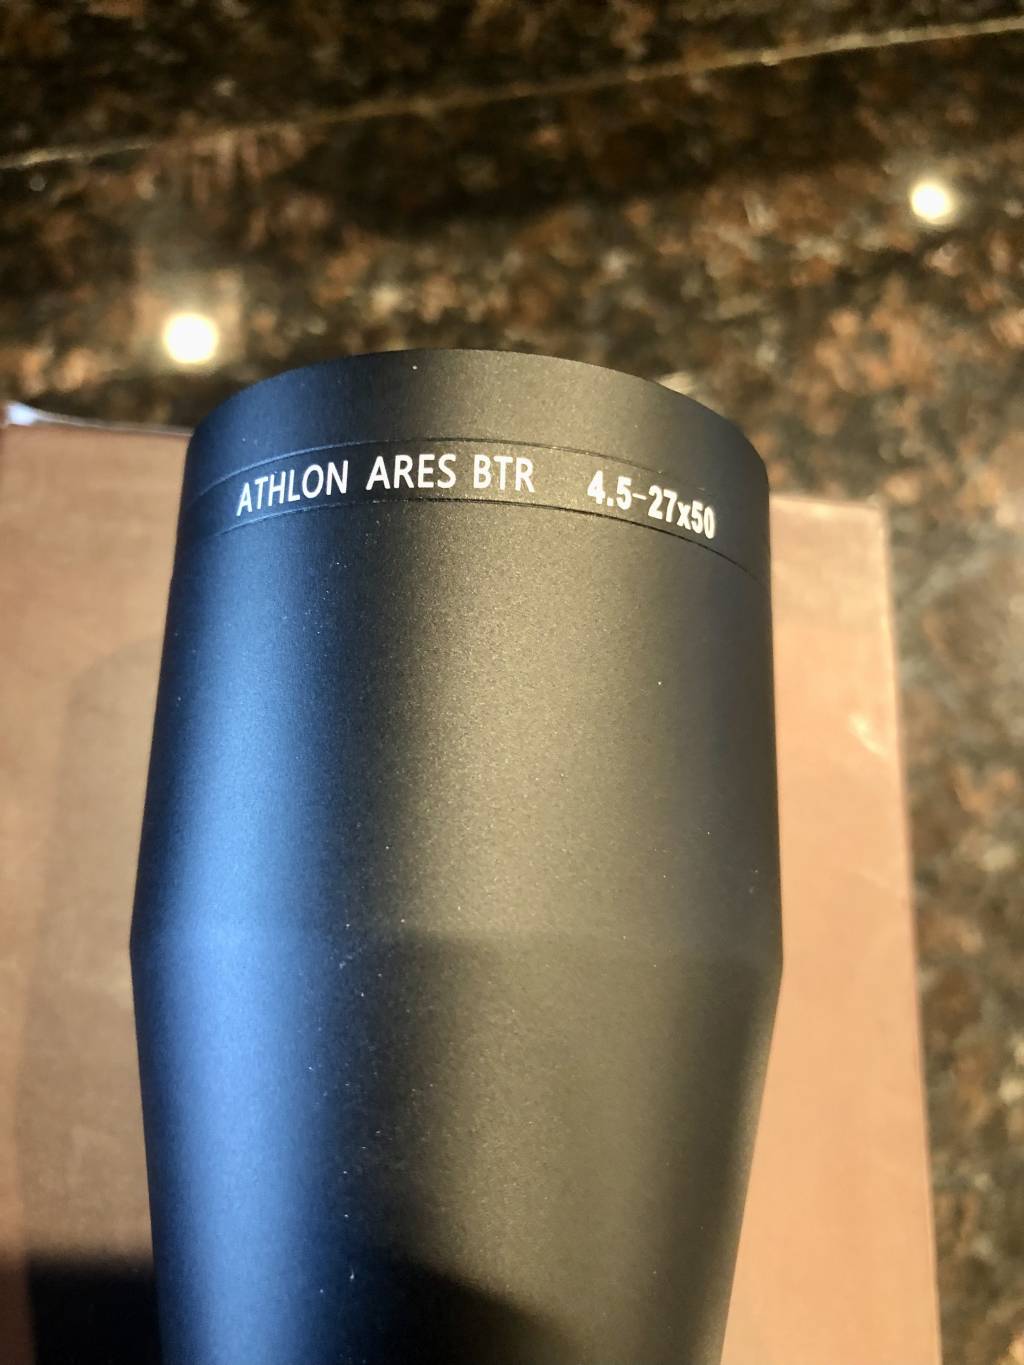 ATHLON ARES BTR 4.5-27x50